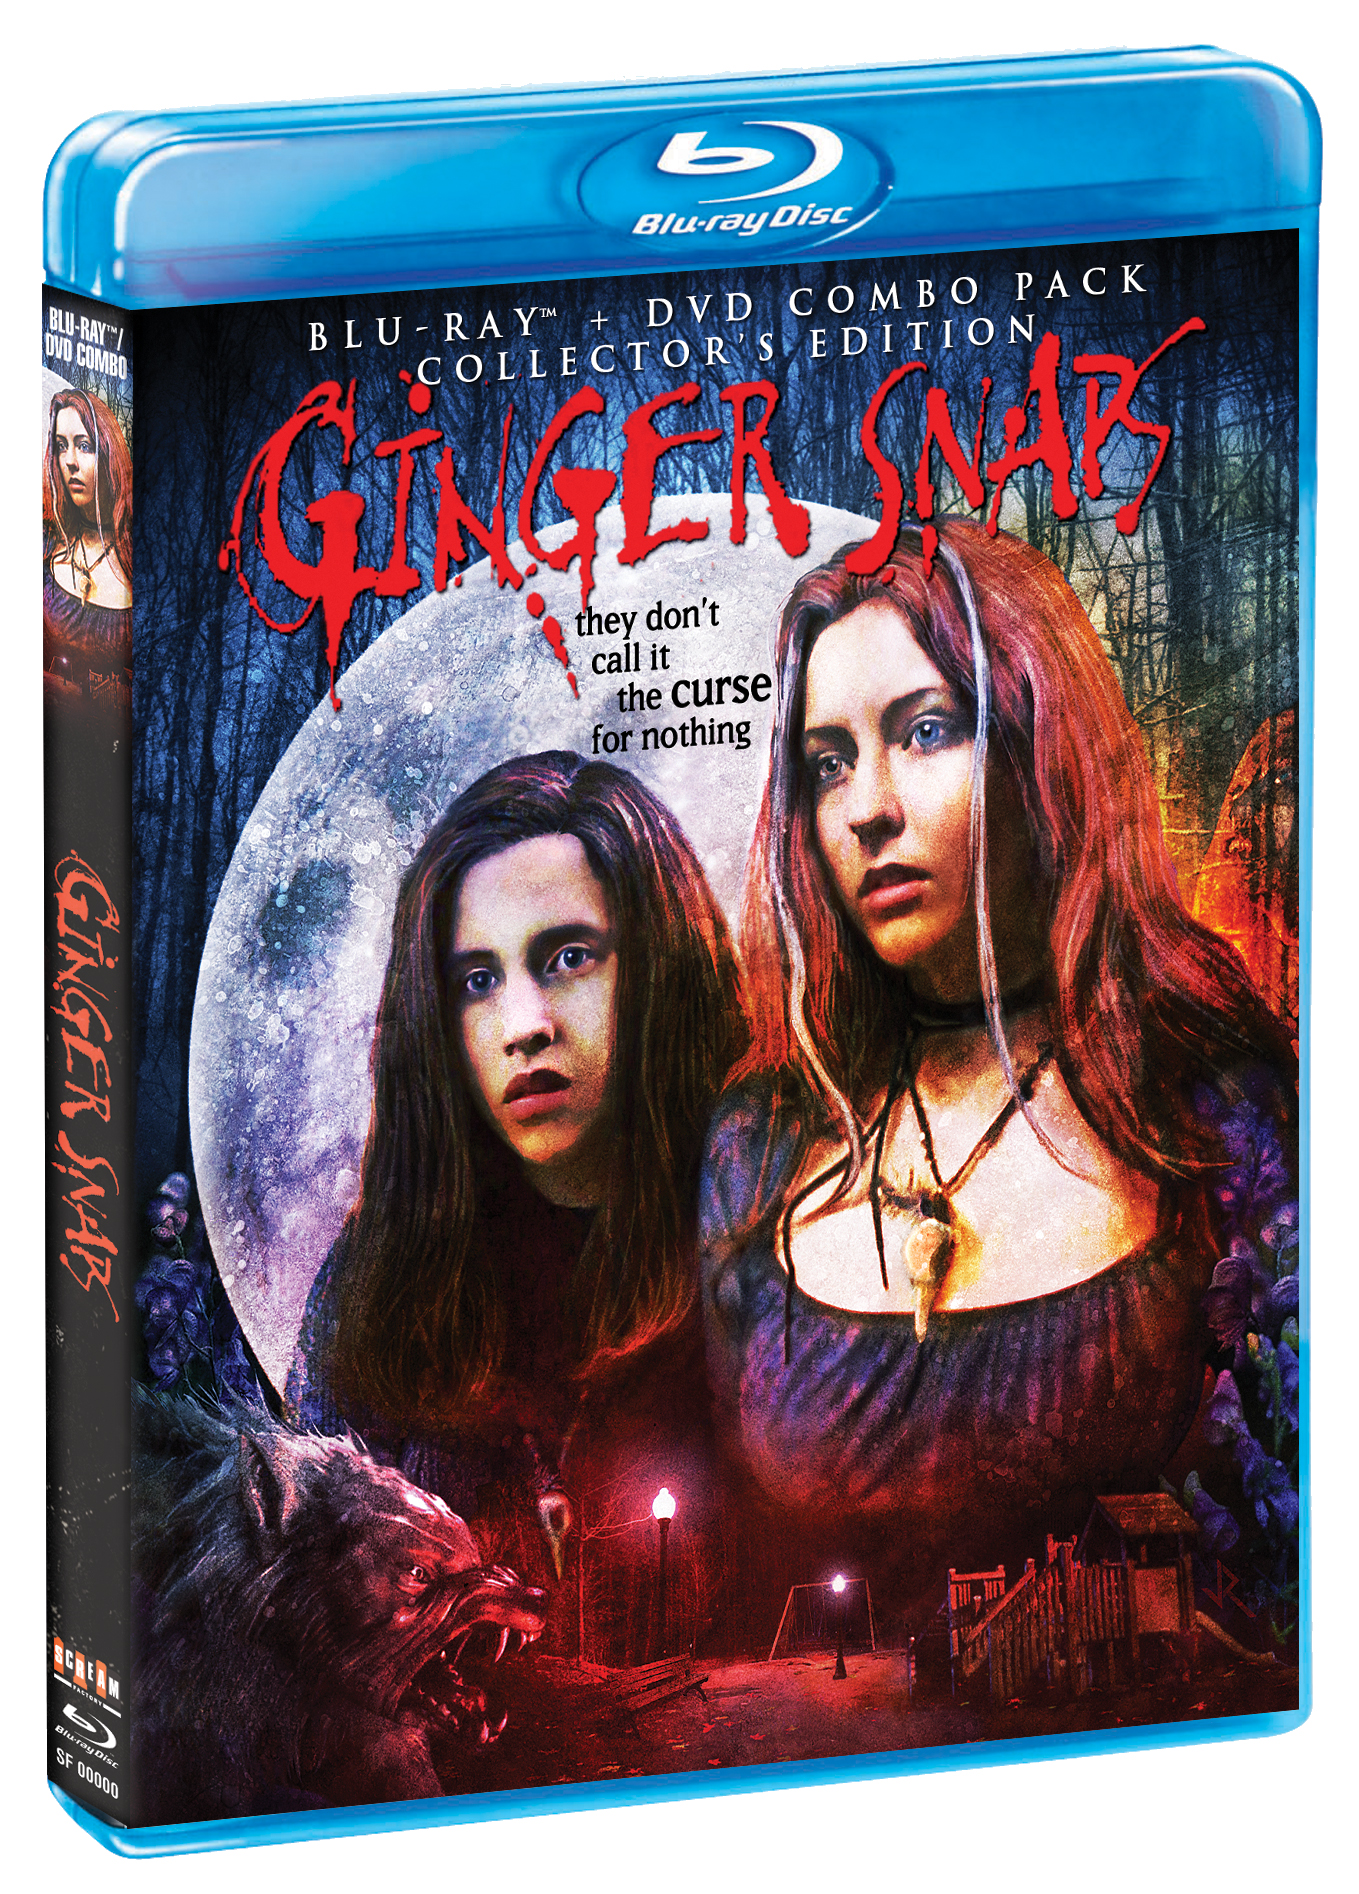 Blu-ray Disc
BLU-RAY™ + DVD COMBO PACK
COLLECTOR'S EDITION
GINGER SNAPS
they don't
call it
the curse
for nothing
JR
BLU-RAY™/
DVD COMBO
GINGER SNAPS
SCREAM
FACTORY
Blu-ray Disc
SF 00000